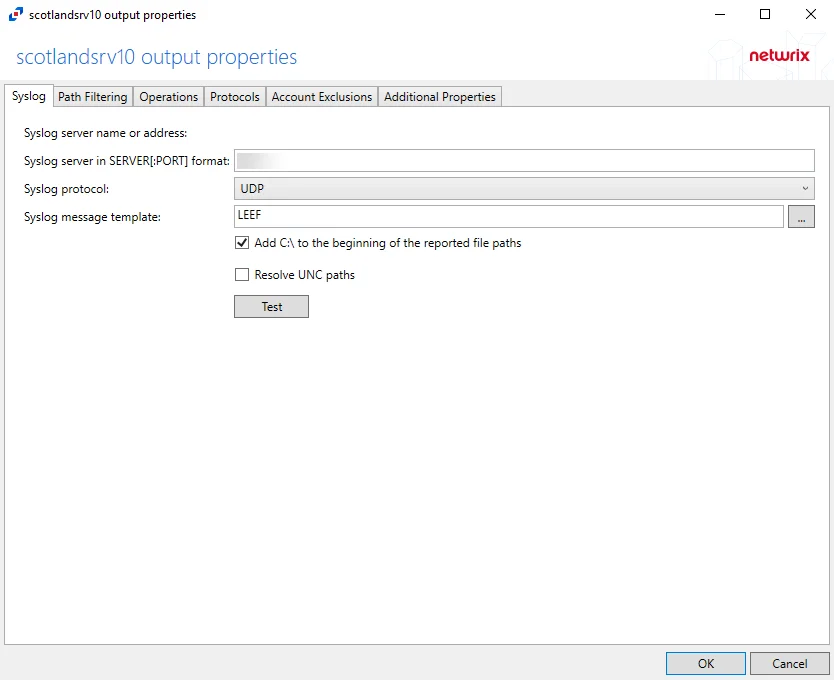 scotlandsrv10 output properties
scotlandsrv10 output properties
netwrix
Syslog Path Filtering Operations Protocols Account Exclusions Additional Properties
Syslog server name or address:
Syslog server in SERVER[:PORT] format:
Syslog protocol: UDP
Syslog message template: LEEF ...
Add C:\ to the beginning of the reported file paths
Resolve UNC paths
Test
OK Cancel